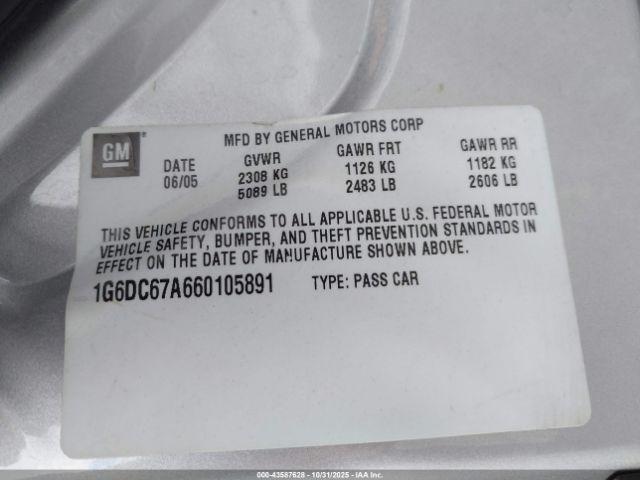 MFD BY GENERAL MOTORS CORP
GM
DATE GVWR GAWR FRT GAWR RR
06/05 2308 KG 1126 KG 1182 KG
5089 LB 2483 LB 2606 LB
THIS VEHICLE CONFORMS TO ALL APPLICABLE U.S. FEDERAL MOTOR
VEHICLE SAFETY, BUMPER, AND THEFT PREVENTION STANDARDS IN
EFFECT ON THE DATE OF MANUFACTURE SHOWN ABOVE.
1G6DC67A660105891 TYPE: PASS CAR
000-43587628 - 10/31/2025 - IAA Inc.